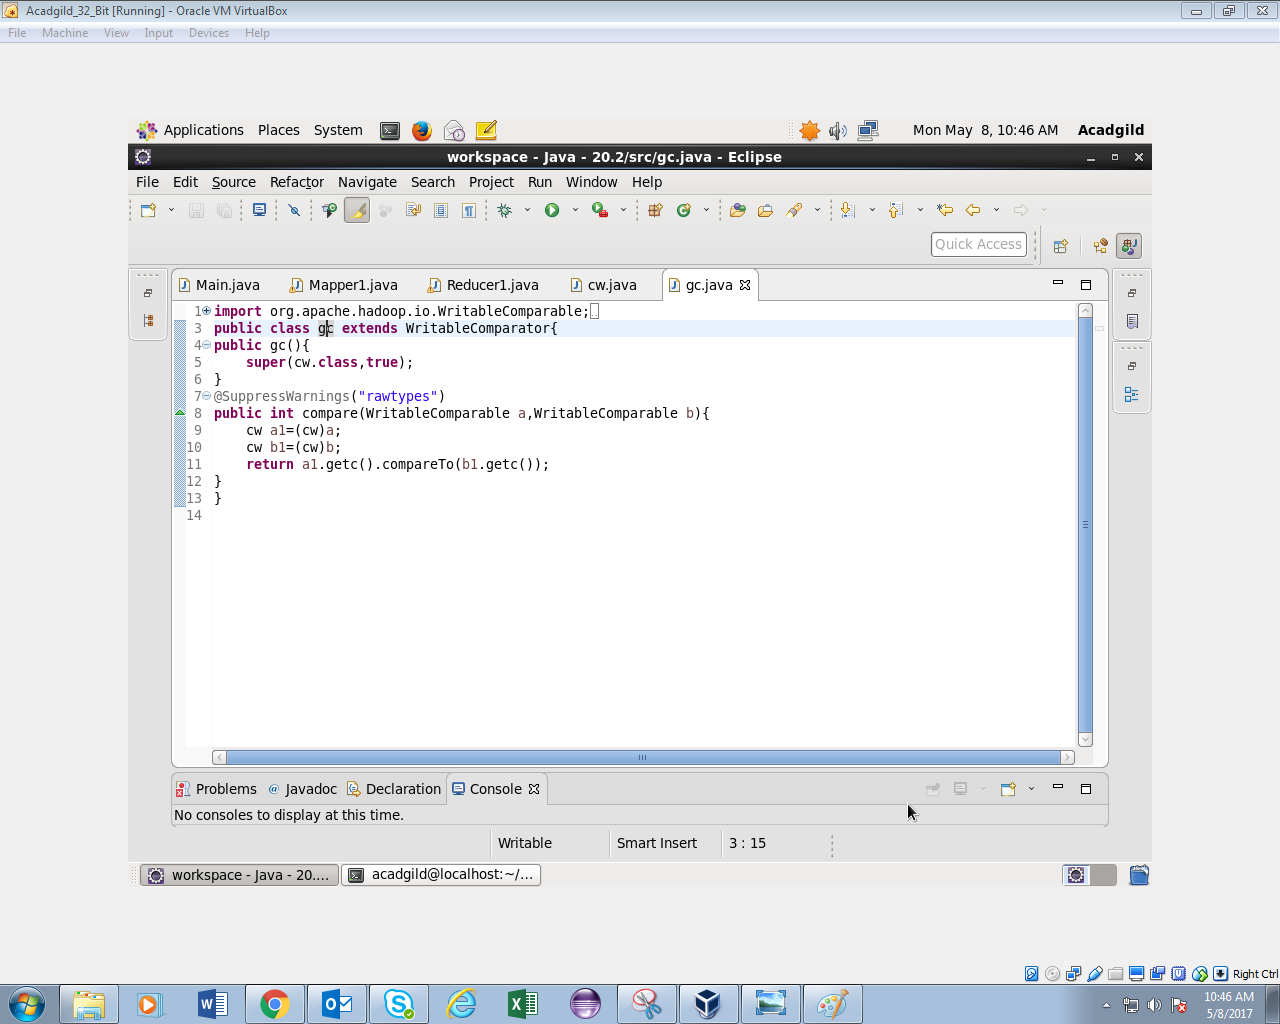 Acadgild_32_Bit [Running] - Oracle VM VirtualBox
File Machine View Input Devices Help
Applications Places System Mon May 8, 10:46 AM Acadgild
workspace - Java - 20.2/src/gc.java - Eclipse
File Edit Source Refactor Navigate Search Project Run Window Help
Quick Access
Main.java Mapper1.java Reducer1.java cw.java gc.java
1 import org.apache.hadoop.io.WritableComparable;
3 public class gc extends WritableComparator{
4 public gc(){
5 super(cw.class,true);
6 }
7 @SuppressWarnings("rawtypes")
8 public int compare(WritableComparable a,WritableComparable b){
9 cw a1=(cw)a;
10 cw b1=(cw)b;
11 return a1.getc().compareTo(b1.getc());
12 }
13 }
14
Problems @ Javadoc Declaration Console
No consoles to display at this time.
Writable Smart Insert 3 : 15
workspace - Java - 20.... acadgild@localhost:~/...
Right Ctrl
10:46 AM
5/8/2017